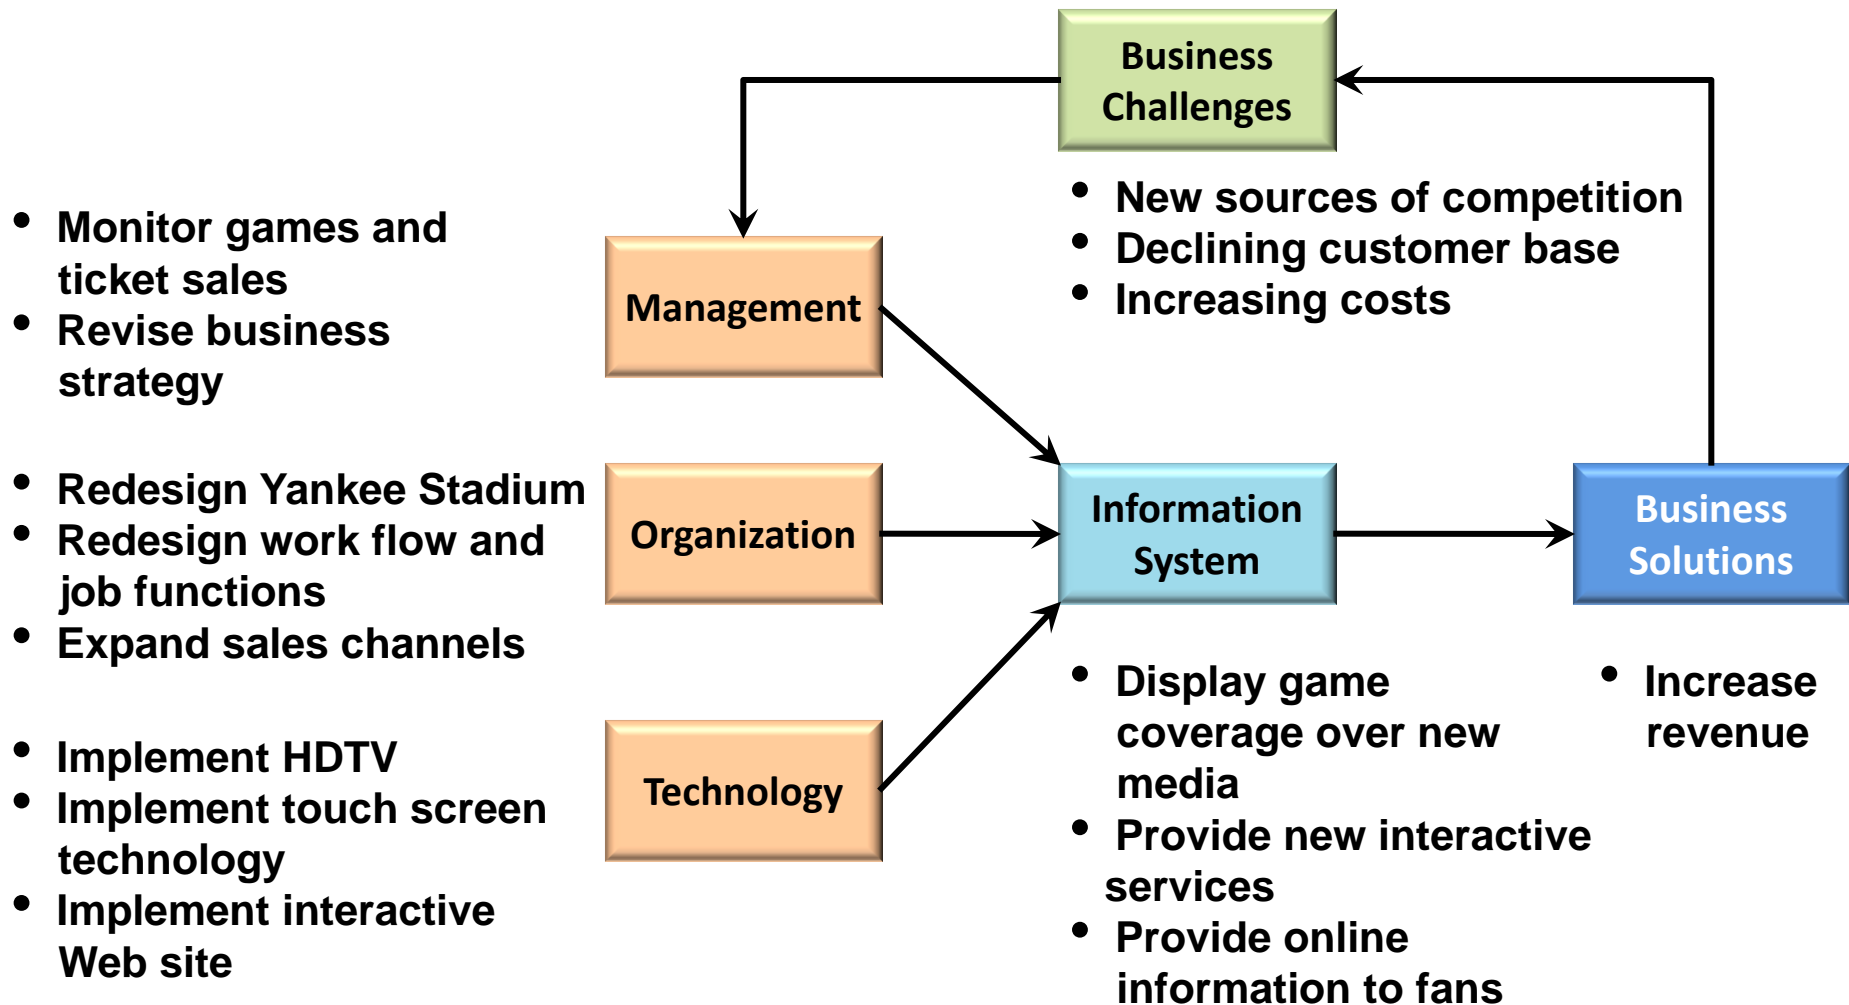 Business
Challenges
• New sources of competition
• Declining customer base
• Increasing costs
• Monitor games and
ticket sales
• Revise business
strategy
Management
• Redesign Yankee Stadium
• Redesign work flow and
job functions
• Expand sales channels
Organization
Information
System
Business
Solutions
• Implement HDTV
• Implement touch screen
technology
• Implement interactive
Web site
Technology
• Display game
coverage over new
media
• Provide new interactive
services
• Provide online
information to fans
• Increase
revenue